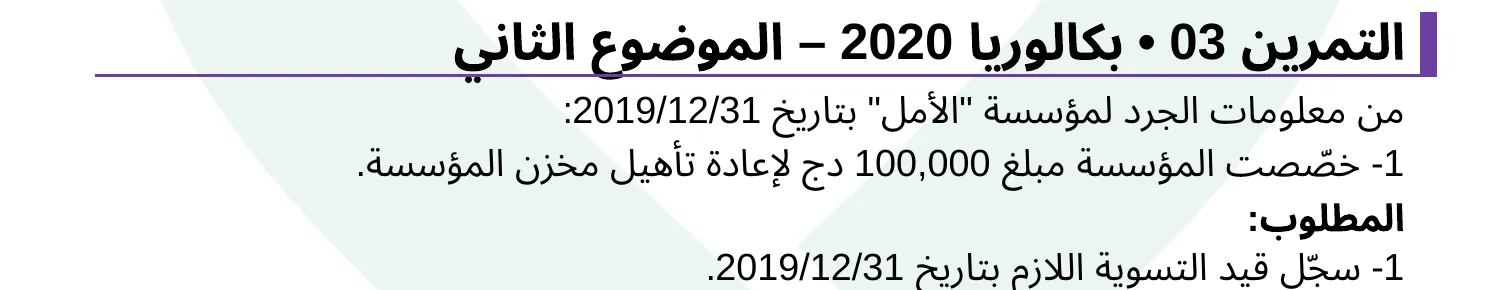 التمرين 03 • بكالوريا 2020 – الموضوع الثاني
من معلومات الجرد لمؤسسة "الأمل" بتاريخ 2019/12/31:
1- خصّصت المؤسسة مبلغ 100,000 دج لإعادة تأهيل مخزن المؤسسة.
المطلوب:
1- سجّل قيد التسوية اللازم بتاريخ 2019/12/31.